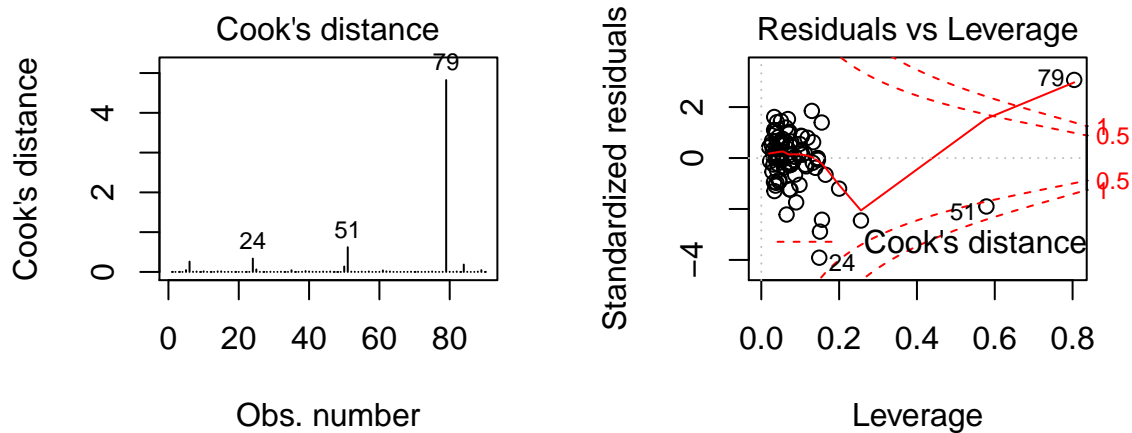 Cook's distance
Cook's distance
0 2 4
24
51
79
0 20 40 60 80
Obs. number
Residuals vs Leverage
Standardized residuals
−4 0 2
79
51
24
Cook's distance
1
0.5
0.5
1
0.0 0.2 0.4 0.6 0.8
Leverage